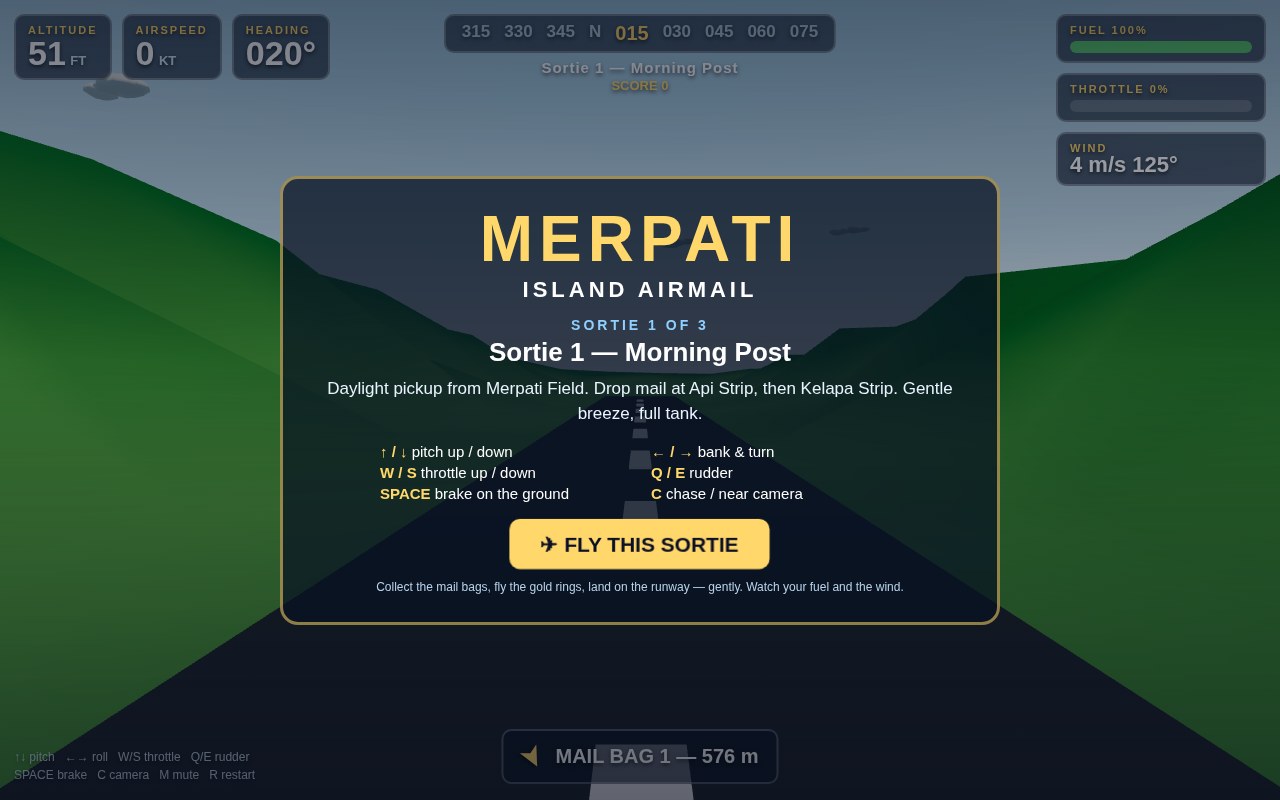 ALTITUDE
51 FT
AIRSPEED
0 KT
HEADING
020°
315 330 345 N 015 030 045 060 075
Sortie 1 — Morning Post
SCORE 0
FUEL 100%
THROTTLE 0%
WIND
4 m/s 125°
MERPATI
ISLAND AIRMAIL
SORTIE 1 OF 3
Sortie 1 — Morning Post
Daylight pickup from Merpati Field. Drop mail at Api Strip, then Kelapa Strip. Gentle
breeze, full tank.
↑ / ↓ pitch up / down
← / → bank & turn
W / S throttle up / down
Q / E rudder
SPACE brake on the ground
C chase / near camera
✈ FLY THIS SORTIE
Collect the mail bags, fly the gold rings, land on the runway — gently. Watch your fuel and the wind.
MAIL BAG 1 — 576 m
↑↓ pitch ←→ roll W/S throttle Q/E rudder
SPACE brake C camera M mute R restart